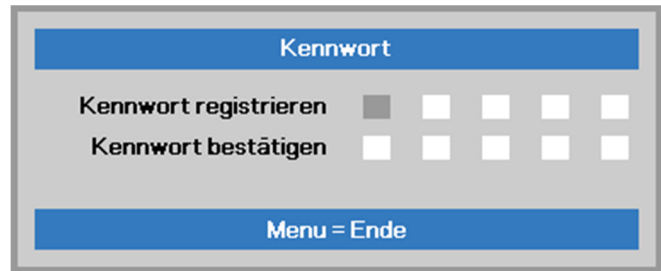 Kennwort
Kennwort registrieren
Kennwort bestätigen
Menu = Ende